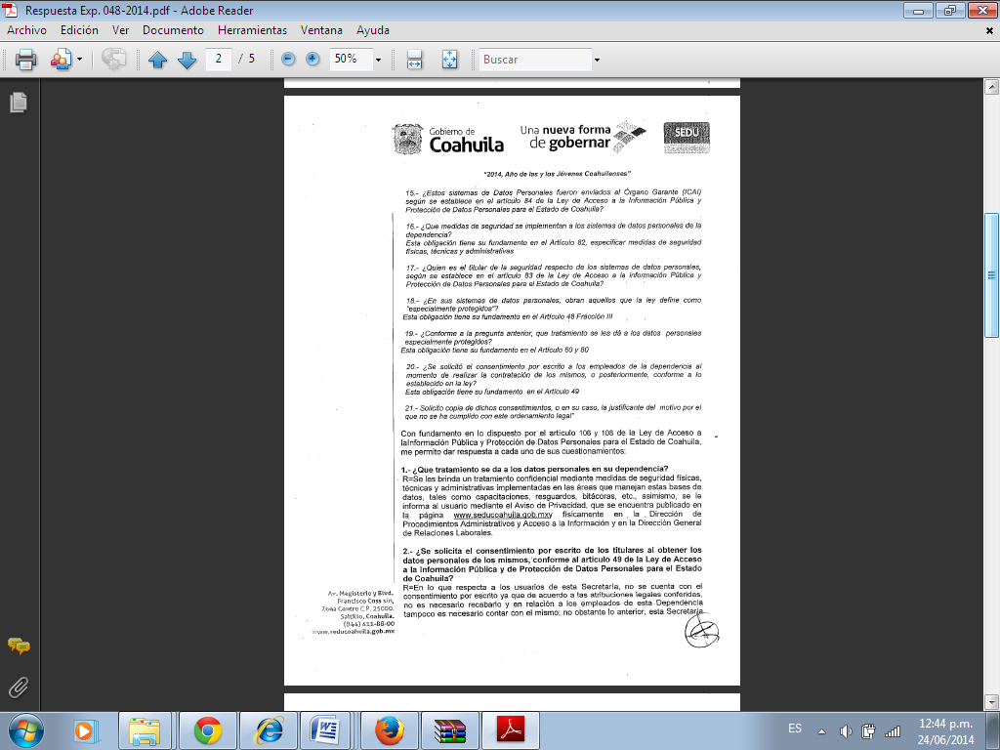 Respuesta Exp. 048-2014.pdf - Adobe Reader
Archivo Edición Ver Documento Herramientas Ventana Ayuda
2 / 5 50% Buscar
Gobierno de
Coahuila
Una nueva forma
de gobernar
SEDU
"2014, Año de las y los Jóvenes Coahuilenses"
15.- ¿Estos sistemas de Datos Personales fueron enviados al Órgano Garante (ICAI)
según se establece en el artículo 84 de la Ley de Acceso a la Información Pública y
Protección de Datos Personales para el Estado de Coahuila?
16.- ¿Que medidas de seguridad se implementan a los sistemas de datos personales de la
dependencia?
Esta obligación tiene su fundamento en el Artículo 82, especificar medidas de seguridad
físicas, técnicas y administrativas
17.- ¿Quien es el titular de la seguridad respecto de los sistemas de datos personales,
según se establece en el artículo 83 de la Ley de Acceso a la información Pública y
Protección de Datos Personales para el Estado de Coahuila?
18.- ¿En sus sistemas de datos personales, obran aquellos que la ley define como
"especialmente protegidos"?
Esta obligación tiene su fundamento en el Artículo 48 Fracción III
19.- ¿Conforme a la pregunta anterior, que tratamiento se les dá a los datos personales
especialmente protegidos?
Esta obligación tiene su fundamento en el Artículo 60 y 80
20.- ¿Se solicitó el consentimiento por escrito a los empleados de la dependencia al
momento de realizar la contratación de los mismos, o posteriormente, conforme a lo
establecido en la ley?
Esta obligación tiene su fundamento en el Artículo 49
21.- Solicito copia de dichos consentimientos, o en su caso, la justificante del motivo por el
que no se ha cumplido con este ordenamiento legal"
Con fundamento en lo dispuesto por el artículo 106 y 108 de la Ley de Acceso a
laInformación Pública y Protección de Datos Personales para el Estado de Coahuila,
me permito dar respuesta a cada uno de sus cuestionamientos:
1.- ¿Que tratamiento se da a los datos personales en su dependencia?
R=Se les brinda un tratamiento confidencial mediante medidas de seguridad físicas,
técnicas y administrativas implementadas en las áreas que manejan estas bases de
datos, tales como capacitaciones, resguardos, bitácoras, etc., asimismo, se le
informa al usuario mediante el Aviso de Privacidad, que se encuentra publicado en
la página www.seducoahuila.gob.mxy físicamente en la Dirección de
Procedimientos Administrativos y Acceso a la Información y en la Dirección General
de Relaciones Laborales.
2.- ¿Se solicita el consentimiento por escrito de los titulares al obtener los
datos personales de los mismos, conforme al artículo 49 de la Ley de Acceso
a la Información Pública y de Protección de Datos Personales para el Estado
de Coahuila?
R=En lo que respecta a los usuarios de esta Secretaría, no se cuenta con el
consentimiento por escrito ya que de acuerdo a las atribuciones legales conferidas,
no es necesario recabarlo y en relación a los empleados de esta Dependencia
tampoco es necesario contar con el mismo; no obstante lo anterior, esta Secretaría
Av. Magisterio y Blvd.
Francisco Coss s/n,
Zona Centro C.P. 25000.
Saltillo, Coahuila.
(844) 411-88-00
www.seducoahuila.gob.mx
ES
12:44 p.m.
24/06/2014